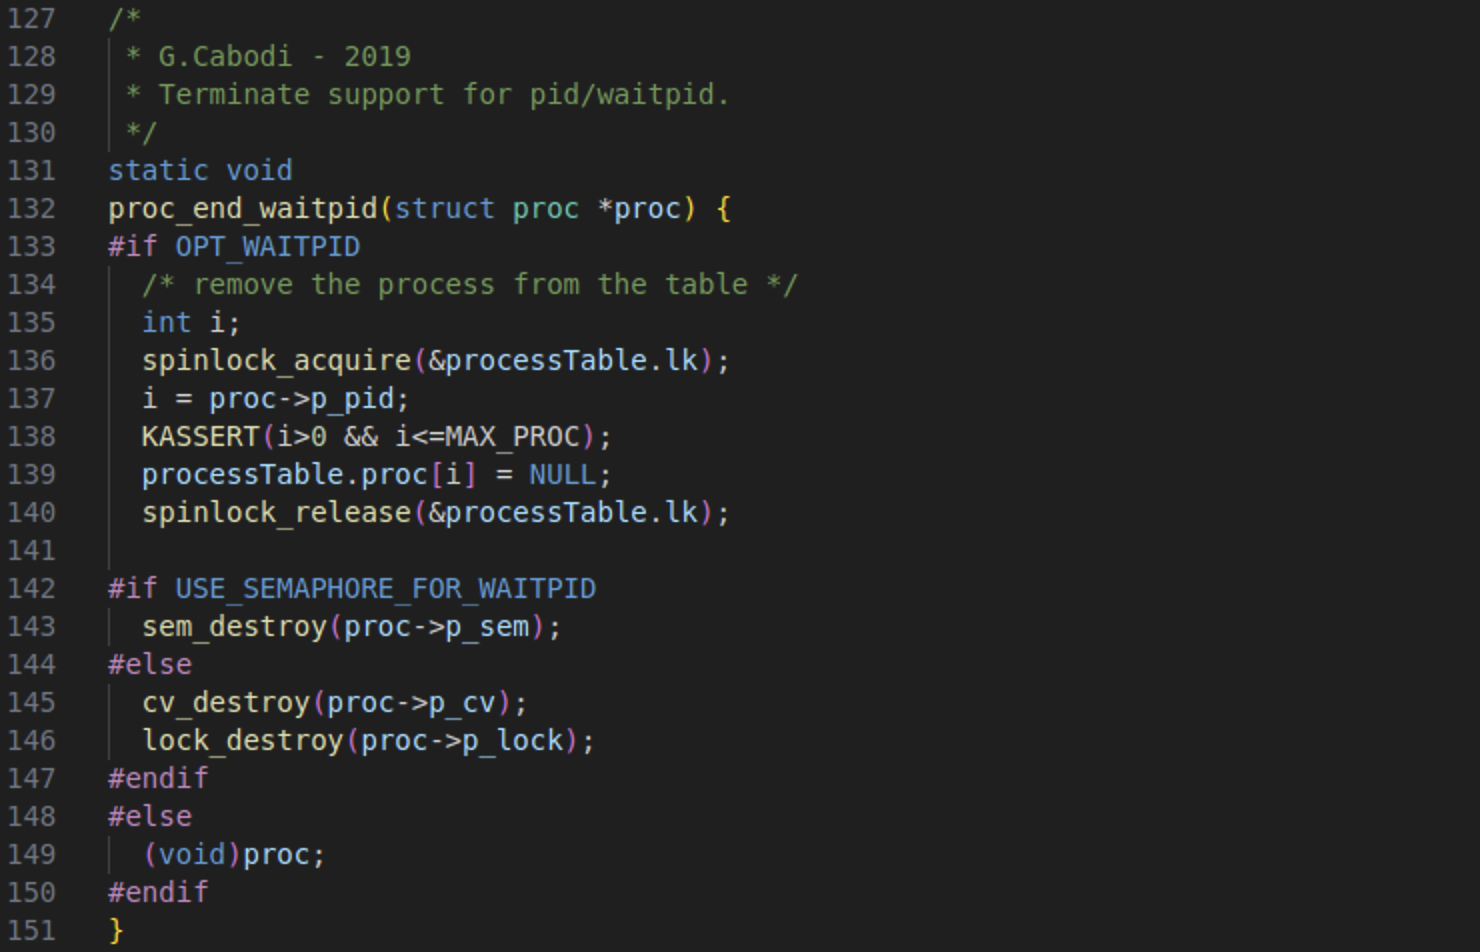 127 /*
128  * G.Cabodi - 2019
129  * Terminate support for pid/waitpid.
130  */
131 static void
132 proc_end_waitpid(struct proc *proc) {
133 #if OPT_WAITPID
134   /* remove the process from the table */
135   int i;
136   spinlock_acquire(&processTable.lk);
137   i = proc->p_pid;
138   KASSERT(i>0 && i<=MAX_PROC);
139   processTable.proc[i] = NULL;
140   spinlock_release(&processTable.lk);
141
142 #if USE_SEMAPHORE_FOR_WAITPID
143   sem_destroy(proc->p_sem);
144 #else
145   cv_destroy(proc->p_cv);
146   lock_destroy(proc->p_lock);
147 #endif
148 #else
149   (void)proc;
150 #endif
151 }